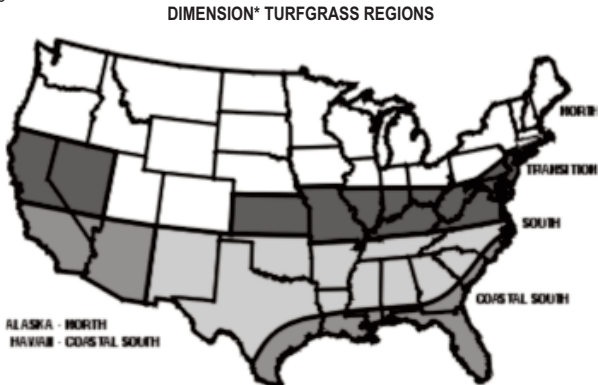 DIMENSION* TURFGRASS REGIONS
NORTH
TRANSITION
SOUTH
COASTAL SOUTH
ALASKA - NORTH
HAWAII - COASTAL SOUTH